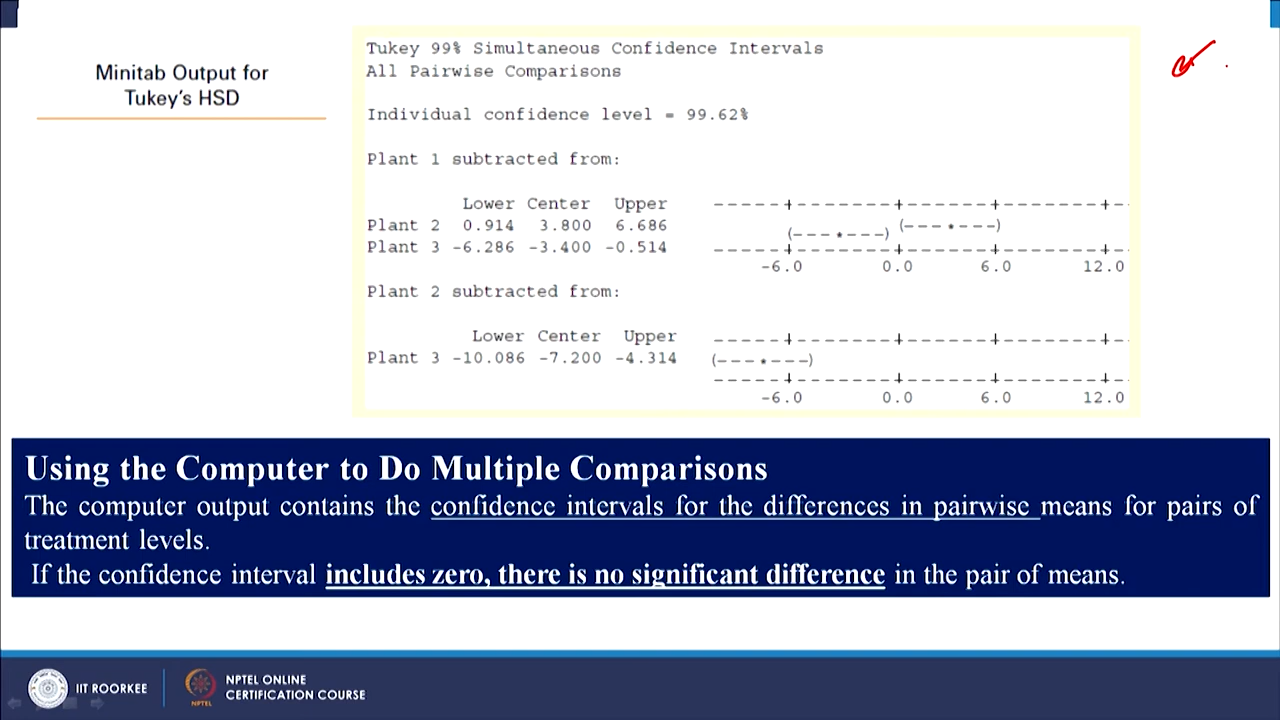 Minitab Output for
Tukey's HSD
Tukey 99% Simultaneous Confidence Intervals
All Pairwise Comparisons
Individual confidence level = 99.62%
Plant 1 subtracted from:
Lower Center Upper
Plant 2 0.914 3.800 6.686
Plant 3 -6.286 -3.400 -0.514
-6.0 0.0 6.0 12.0
Plant 2 subtracted from:
Lower Center Upper
Plant 3 -10.086 -7.200 -4.314
-6.0 0.0 6.0 12.0
Using the Computer to Do Multiple Comparisons
The computer output contains the confidence intervals for the differences in pairwise means for pairs of
treatment levels.
If the confidence interval includes zero, there is no significant difference in the pair of means.
IIT ROORKEE
NPTEL
NPTEL ONLINE
CERTIFICATION COURSE